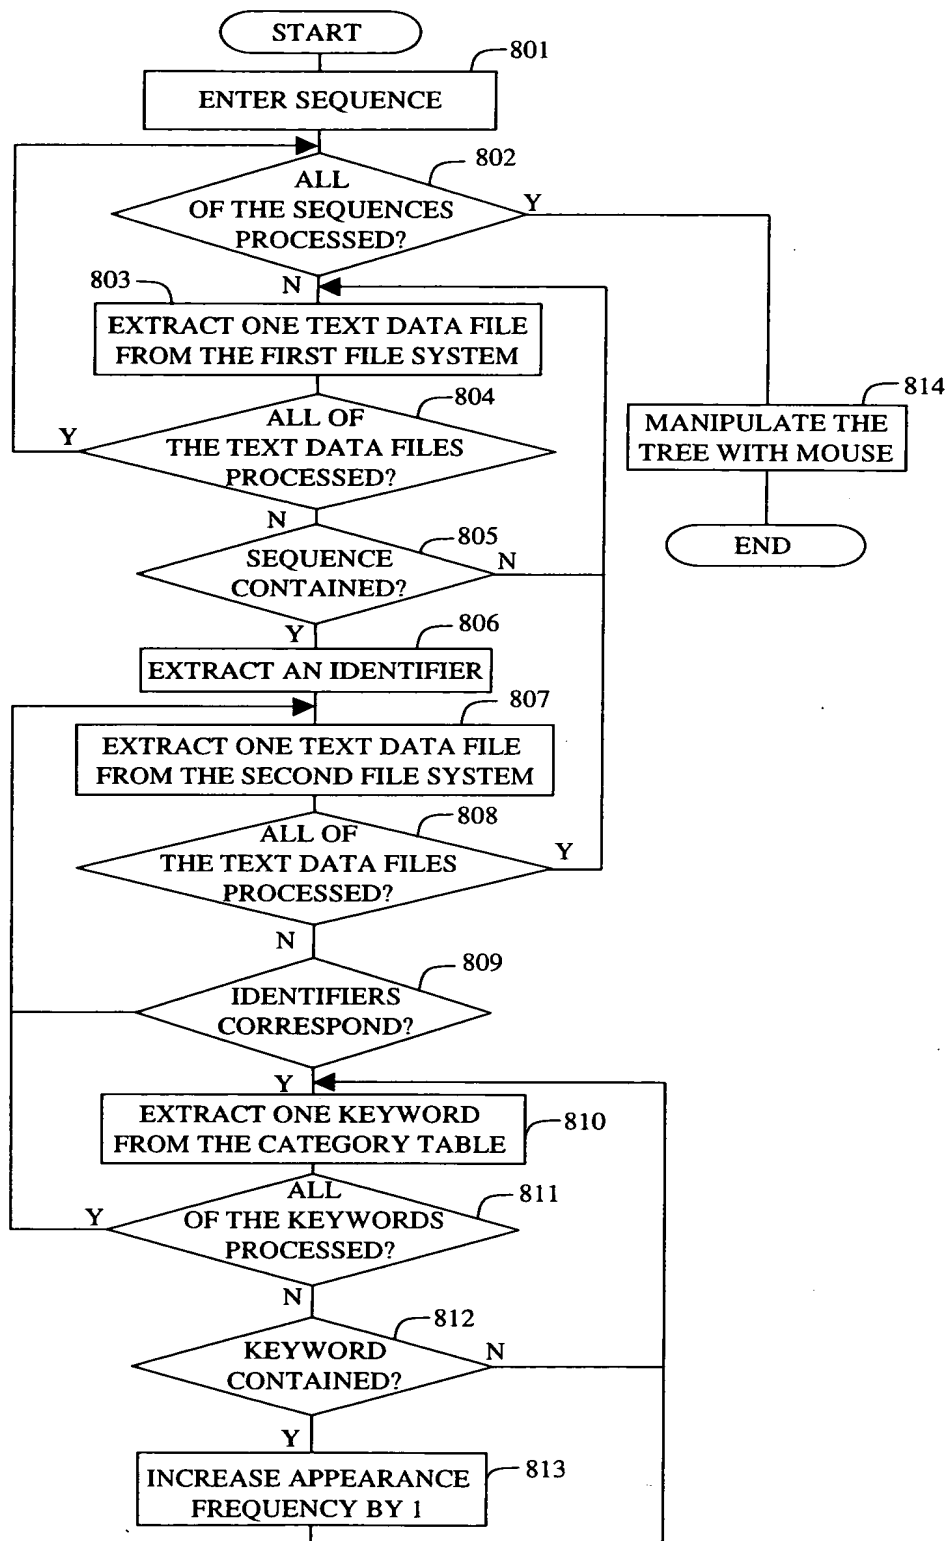 START
801
ENTER SEQUENCE
802
ALL
OF THE SEQUENCES
PROCESSED?
Y
N
803
EXTRACT ONE TEXT DATA FILE
FROM THE FIRST FILE SYSTEM
804
ALL OF
THE TEXT DATA FILES
PROCESSED?
Y
N
814
MANIPULATE THE
TREE WITH MOUSE
END
805
SEQUENCE
CONTAINED?
N
Y
806
EXTRACT AN IDENTIFIER
807
EXTRACT ONE TEXT DATA FILE
FROM THE SECOND FILE SYSTEM
808
ALL OF
THE TEXT DATA FILES
PROCESSED?
Y
N
809
IDENTIFIERS
CORRESPOND?
Y
EXTRACT ONE KEYWORD
FROM THE CATEGORY TABLE
810
811
ALL
OF THE KEYWORDS
PROCESSED?
Y
N
812
KEYWORD
CONTAINED?
N
Y
813
INCREASE APPEARANCE
FREQUENCY BY 1